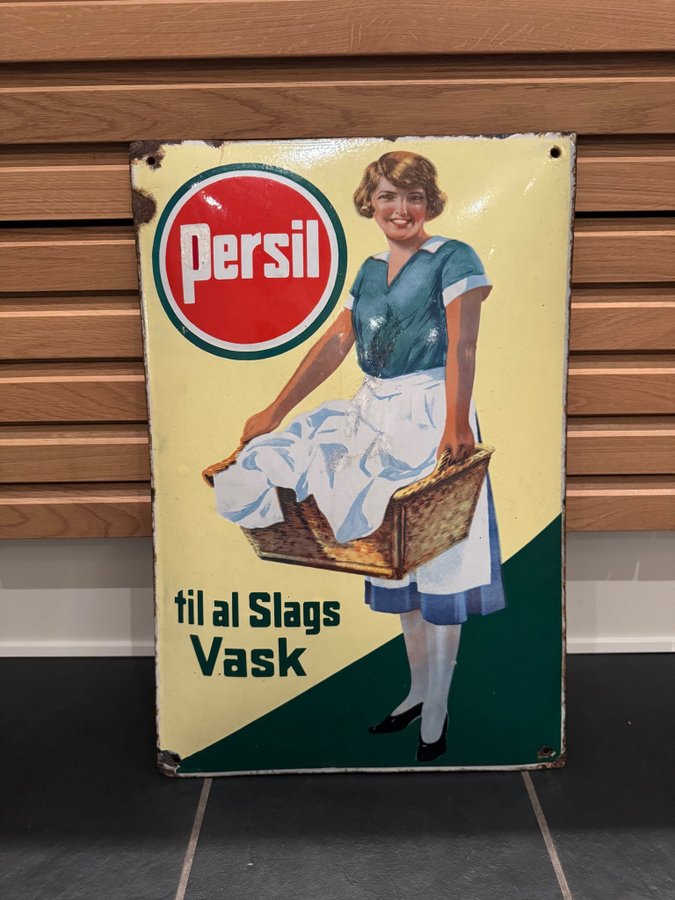 Persil
til al Slags
Vask